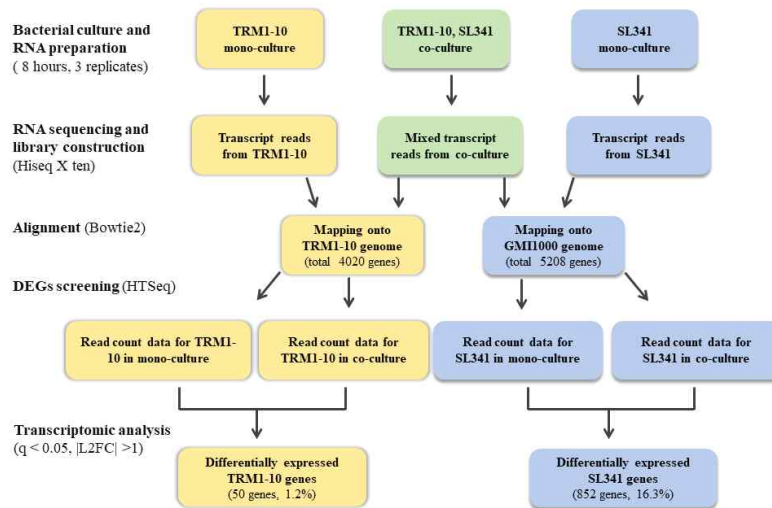 Bacterial culture and
RNA preparation
( 8 hours, 3 replicates)
TRM1-10
mono-culture
TRM1-10, SL341
co-culture
SL341
mono-culture
RNA sequencing and
library construction
(Hiseq X ten)
Transcript reads
from TRM1-10
Mixed transcript
reads from co-culture
Transcript reads
from SL341
Alignment (Bowtie2)
Mapping onto
TRM1-10 genome
(total 4020 genes)
Mapping onto
GMI1000 genome
(total 5208 genes)
DEGs screening (HTSeq)
Read count data for TRM1-
10 in mono-culture
Read count data for
TRM1-10 in co-culture
Read count data for
SL341 in mono-culture
Read count data for
SL341 in co-culture
Transcriptomic analysis
(q < 0.05, |L2FC| >1)
Differentially expressed
TRM1-10 genes
(50 genes, 1.2%)
Differentially expressed
SL341 genes
(852 genes, 16.3%)